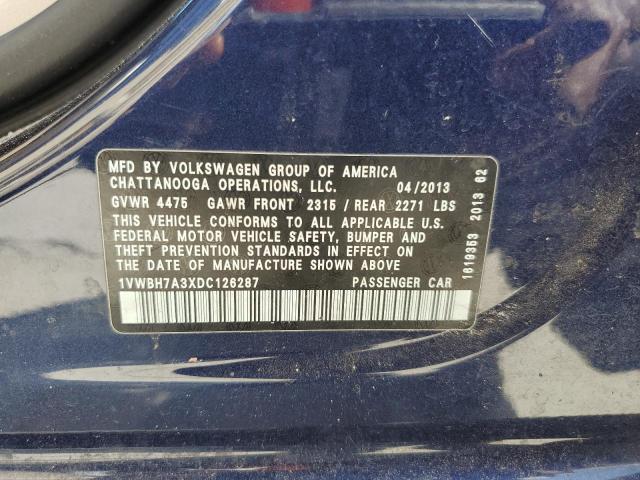 MFD BY VOLKSWAGEN GROUP OF AMERICA
CHATTANOOGA OPERATIONS, LLC. 04/2013
GVWR 4475 GAWR FRONT 2315 / REAR 2271 LBS
THIS VEHICLE CONFORMS TO ALL APPLICABLE U.S.
FEDERAL MOTOR VEHICLE SAFETY, BUMPER AND
THEFT PREVENTION STANDARDS IN EFFECT ON
THE DATE OF MANUFACTURE SHOWN ABOVE
1VWBH7A3XDC126287 PASSENGER CAR
1619353 2013 62